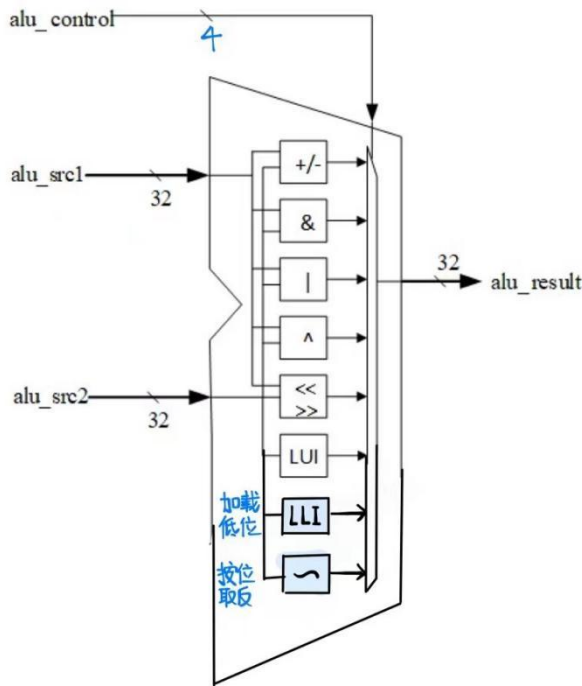 alu_control
4
+/-
alu_src1
32
&
|
32
alu_result
^
<<
>>
alu_src2
32
LUI
加载
低位
LLI
按位
取反
~